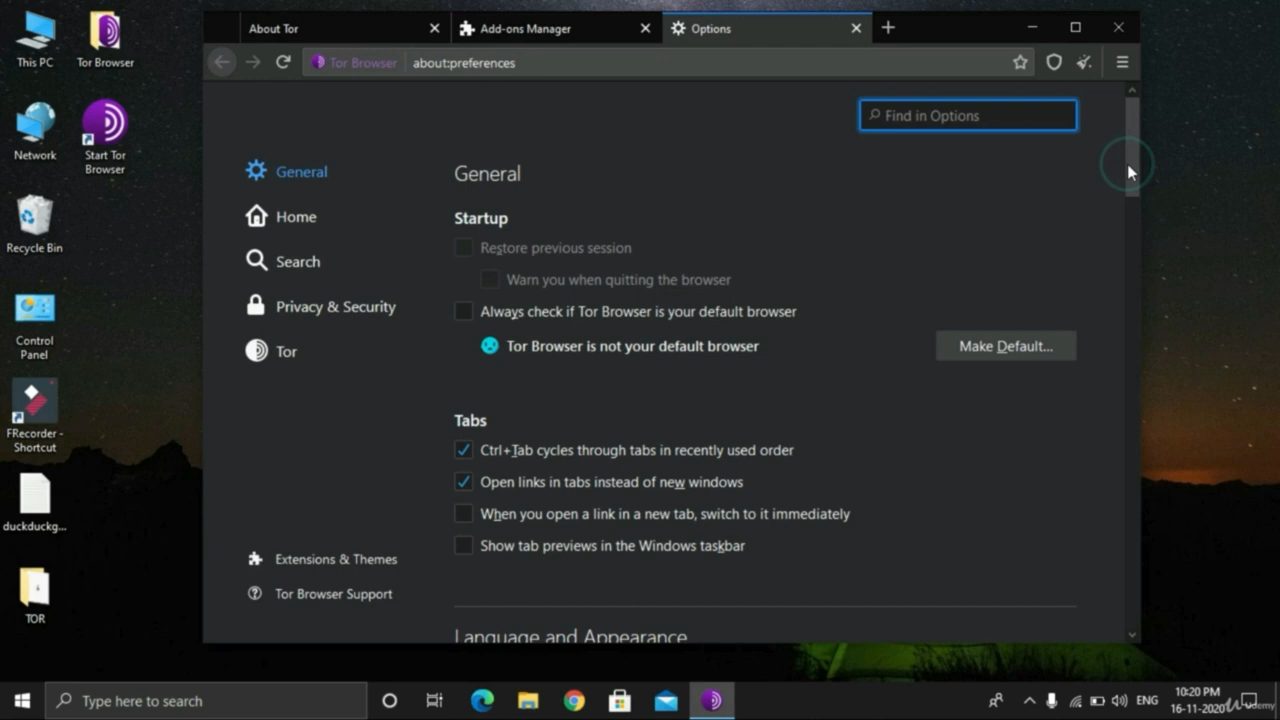 This PC
Tor Browser
Network
Start Tor
Browser
Recycle Bin
Control
Panel
FRecorder -
Shortcut
duckduckg...
TOR
About Tor
Add-ons Manager
Options
Tor Browser
about:preferences
Find in Options
General
Home
Search
Privacy & Security
Tor
Extensions & Themes
Tor Browser Support
General
Startup
Restore previous session
Warn you when quitting the browser
Always check if Tor Browser is your default browser
Tor Browser is not your default browser
Make Default...
Tabs
Ctrl+Tab cycles through tabs in recently used order
Open links in tabs instead of new windows
When you open a link in a new tab, switch to it immediately
Show tab previews in the Windows taskbar
Language and Appearance
Type here to search
ENG
10:20 PM
16-11-2020
Udemy